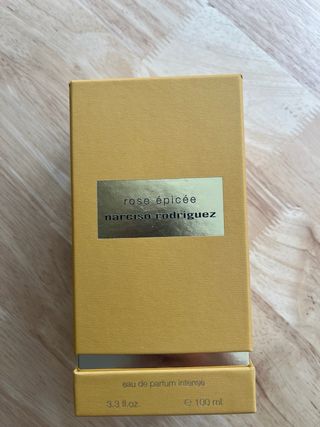 rose épicée
narciso rodriguez
eau de parfum intense
3.3 fl.oz. ℮ 100 ml